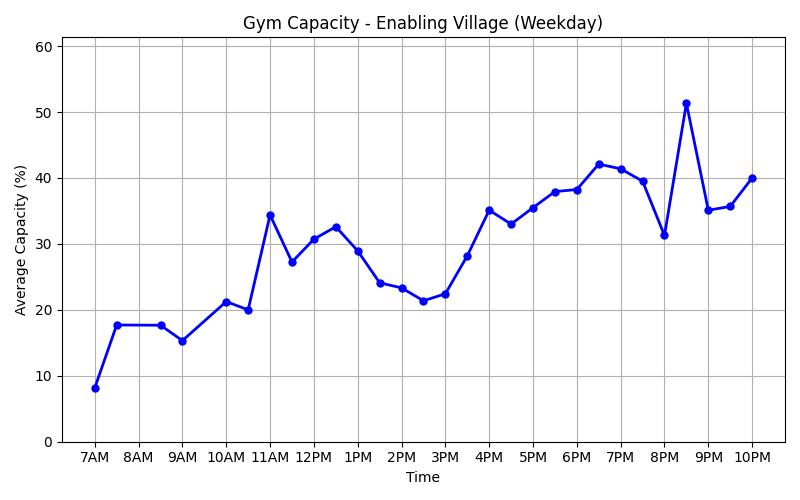 Gym Capacity - Enabling Village (Weekday)
60
50
40
30
20
10
0
Average Capacity (%)
7AM 8AM 9AM 10AM 11AM 12PM 1PM 2PM 3PM 4PM 5PM 6PM 7PM 8PM 9PM 10PM
Time